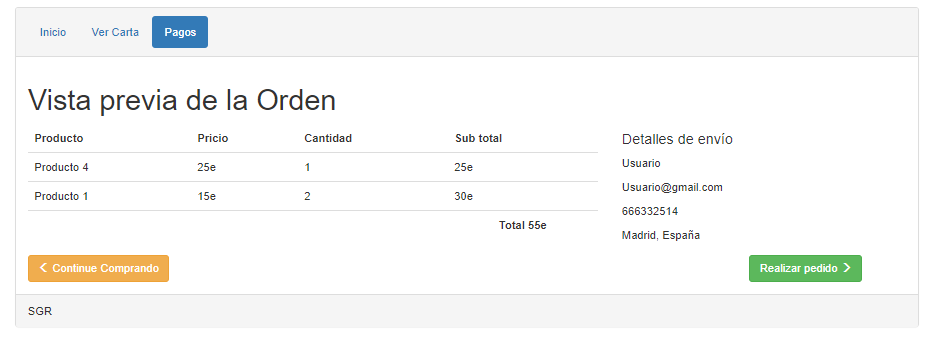 Inicio Ver Carta Pagos
Vista previa de la Orden
Producto Pricio Cantidad Sub total
Producto 4 25e 1 25e
Producto 1 15e 2 30e
Total 55e
Detalles de envío
Usuario
Usuario@gmail.com
666332514
Madrid, España
Continue Comprando
Realizar pedido
SGR